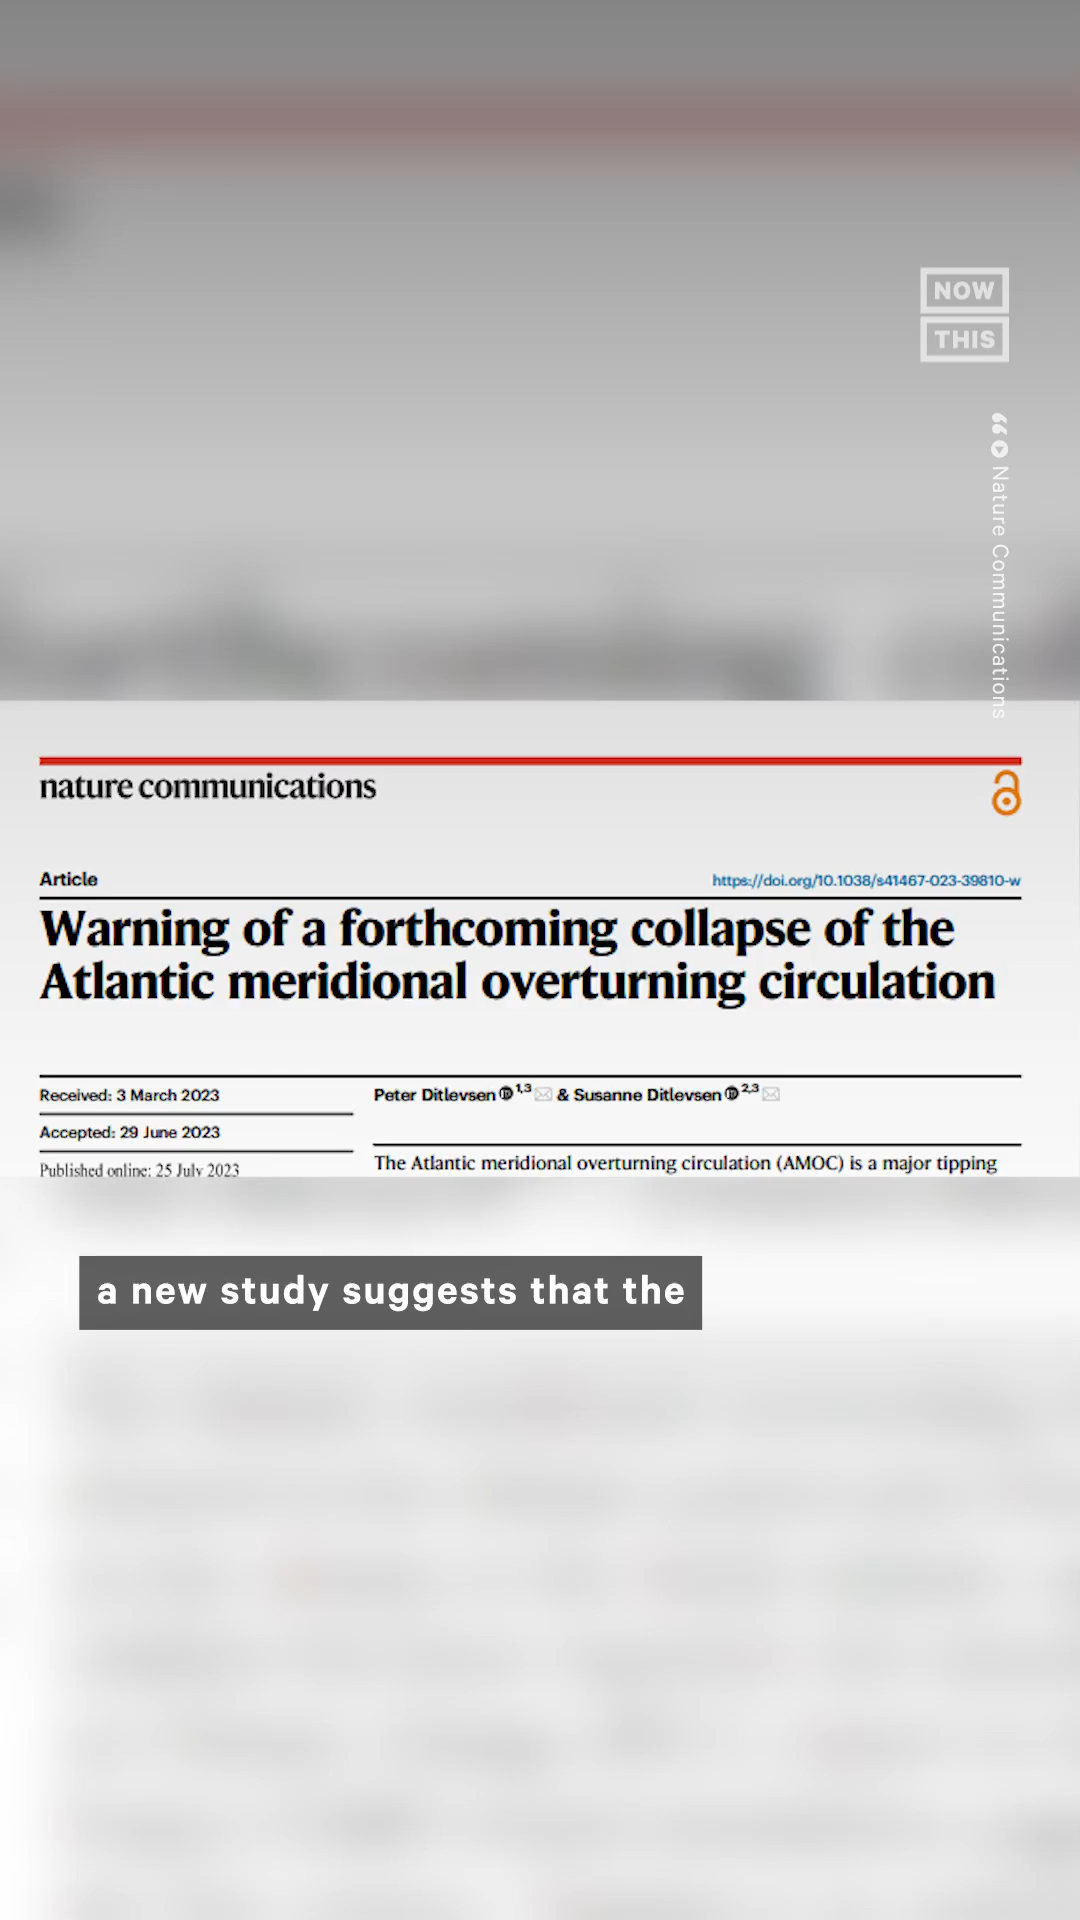 NOW
THIS
Nature Communications
nature communications
Article
https://doi.org/10.1038/s41467-023-39810-w
Warning of a forthcoming collapse of the
Atlantic meridional overturning circulation
Received: 3 March 2023
Accepted: 29 June 2023
Published online: 25 July 2023
Peter Ditlevsen 1,3 & Susanne Ditlevsen 2,3
The Atlantic meridional overturning circulation (AMOC) is a major tipping
a new study suggests that the